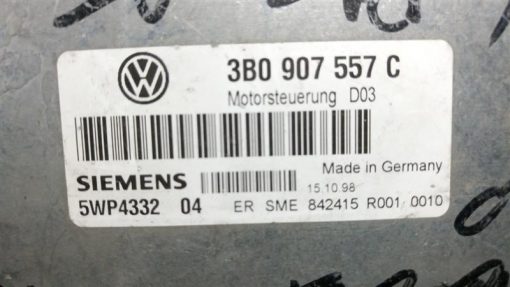 3B0 907 557 C
Motorsteuerung D03
Made in Germany
SIEMENS 15.10.98
5WP4332 04 ER SME 842415 R001 0010